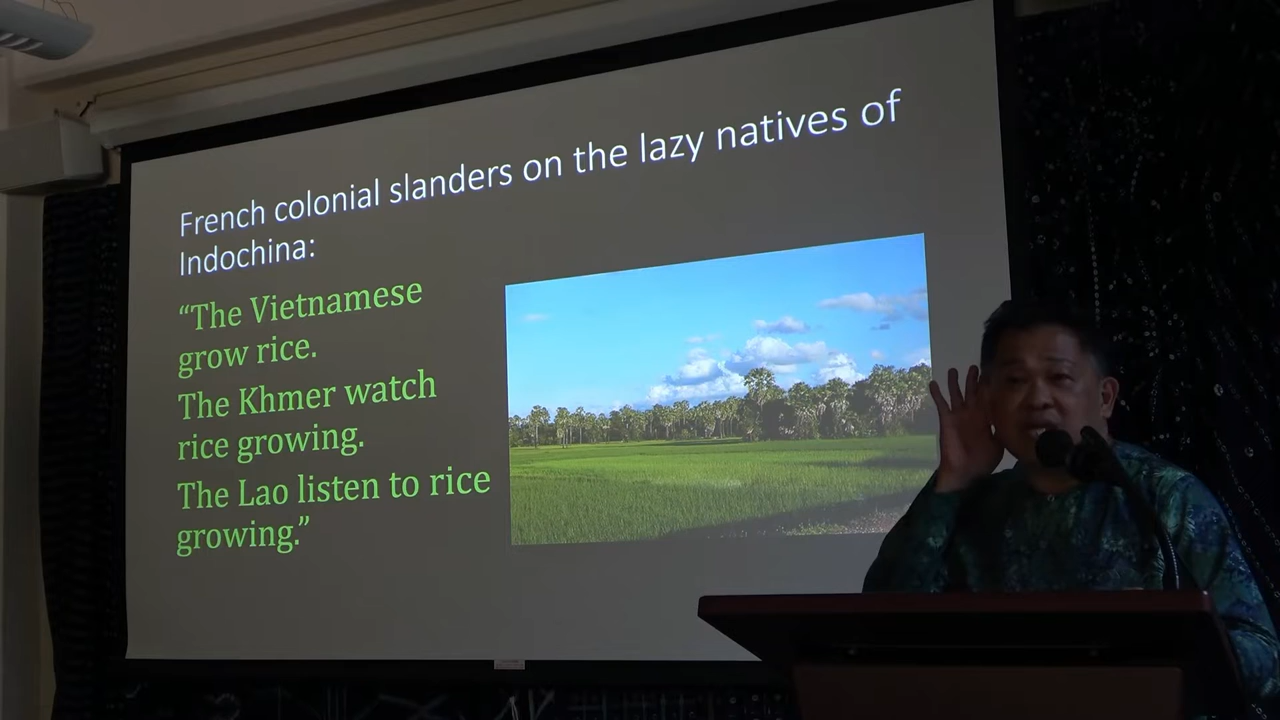 French colonial slanders on the lazy natives of
Indochina:
“The Vietnamese
grow rice.
The Khmer watch
rice growing.
The Lao listen to rice
growing.”